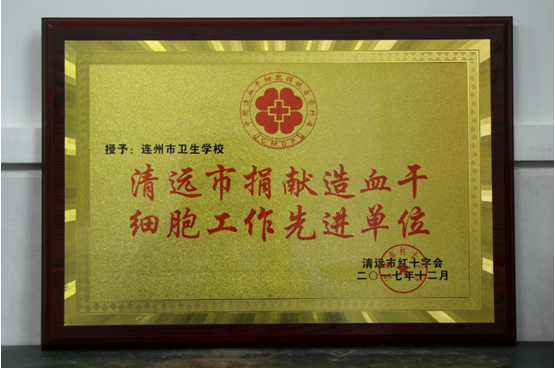 CMDP
授予：连州市卫生学校
清远市捐献造血干
细胞工作先进单位
清远市红十字会
二〇一七年十二月